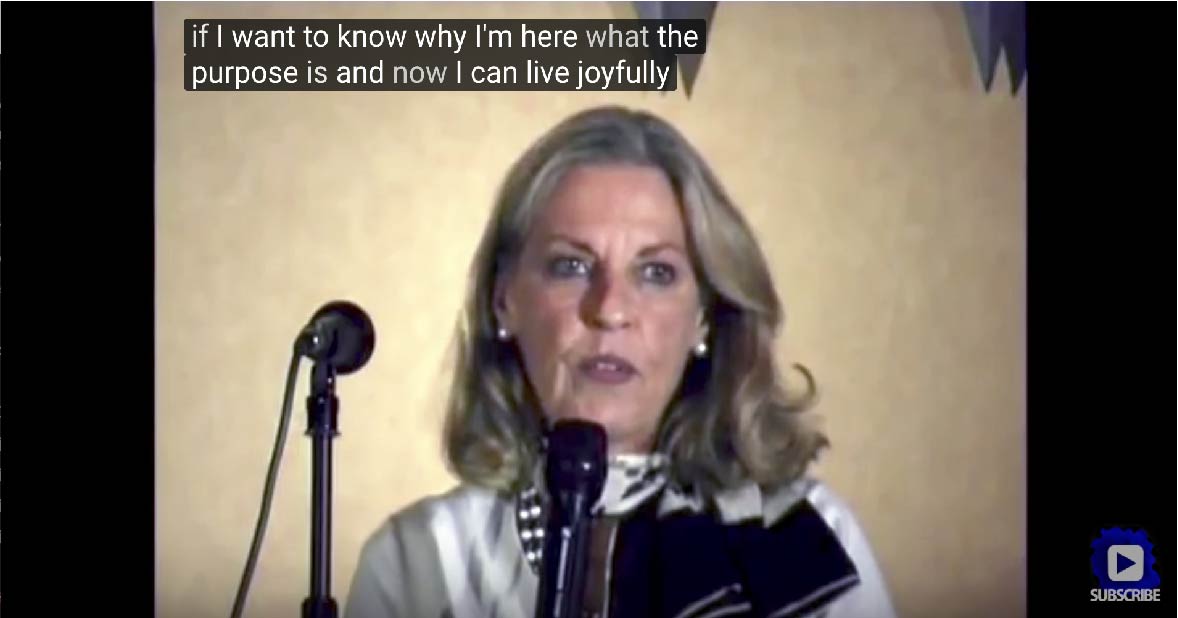 if I want to know why I'm here what the
purpose is and now I can live joyfully
SUBSCRIBE